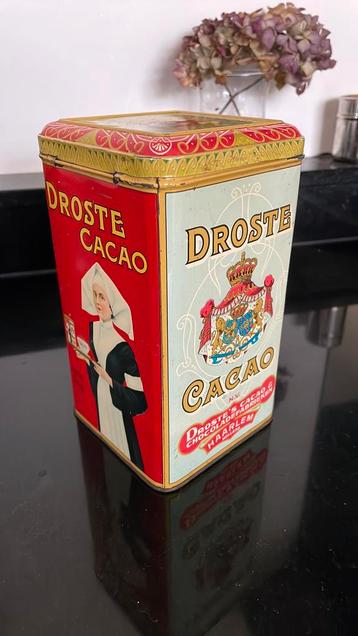 DROSTE
CACAO
DROSTE
CACAO
N.V.
DROSTE'S CACAO &
CHOCOLADEFABRIEKEN
HAARLEM